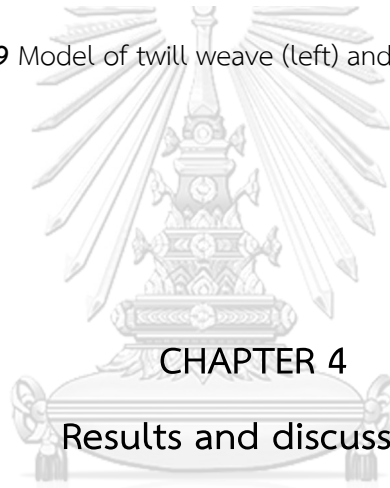 9 Model of twill weave (left) and
CHAPTER 4
Results and discuss